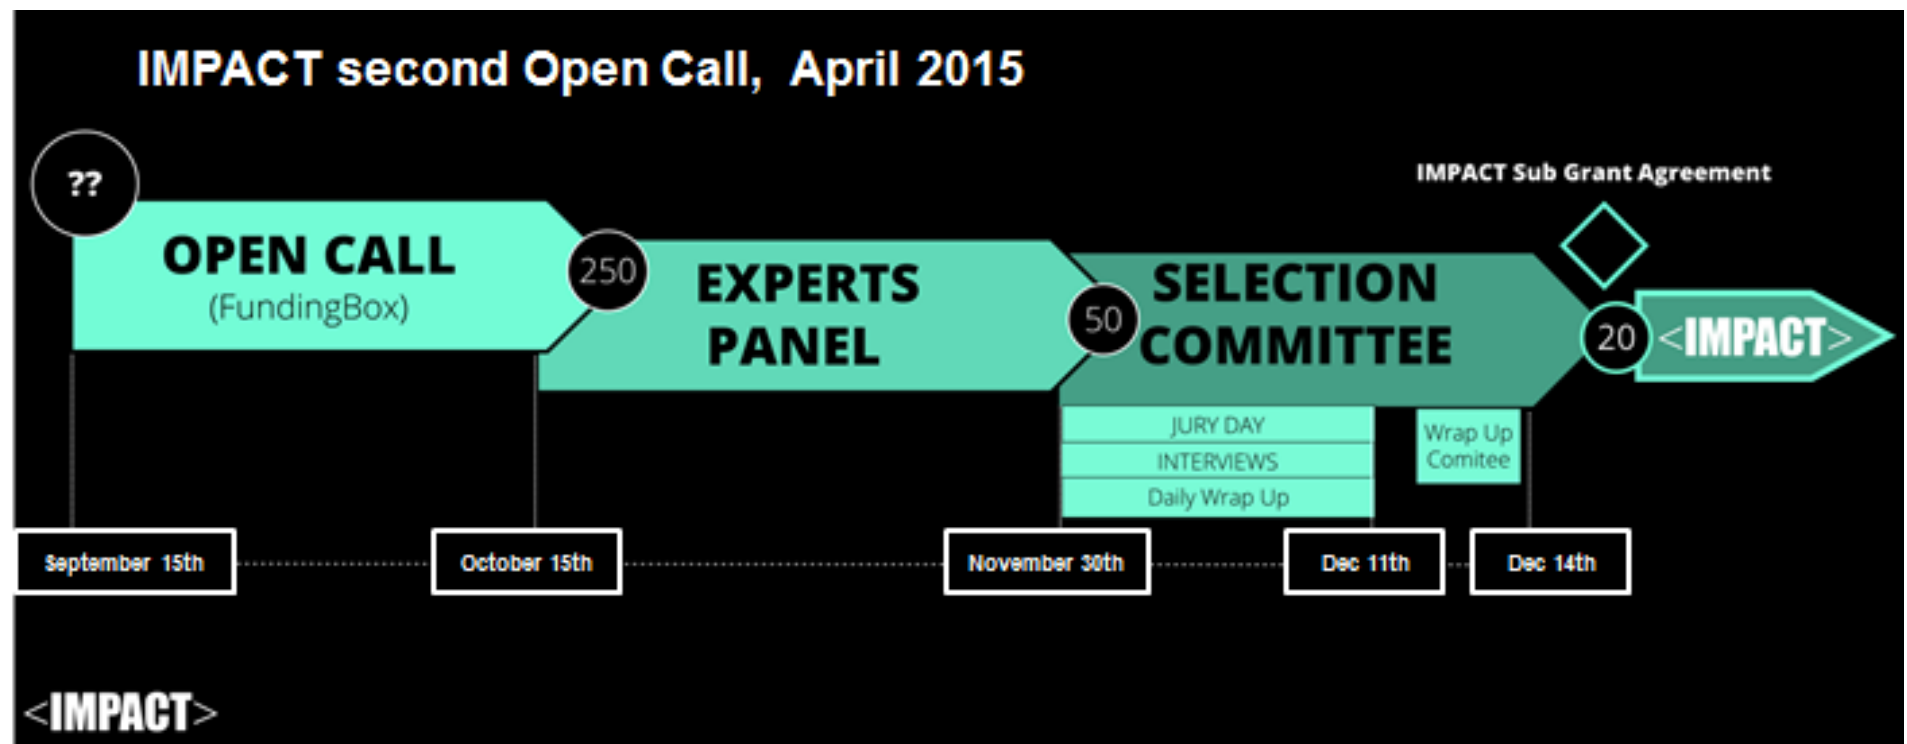 IMPACT second Open Call, April 2015
??
IMPACT Sub Grant Agreement
OPEN CALL
(FundingBox)
250
EXPERTS
PANEL
50
SELECTION
COMMITTEE
20
<IMPACT>
JURY DAY
INTERVIEWS
Daily Wrap Up
Wrap Up
Comitee
September 15th
October 15th
November 30th
Dec 11th
Dec 14th
<IMPACT>